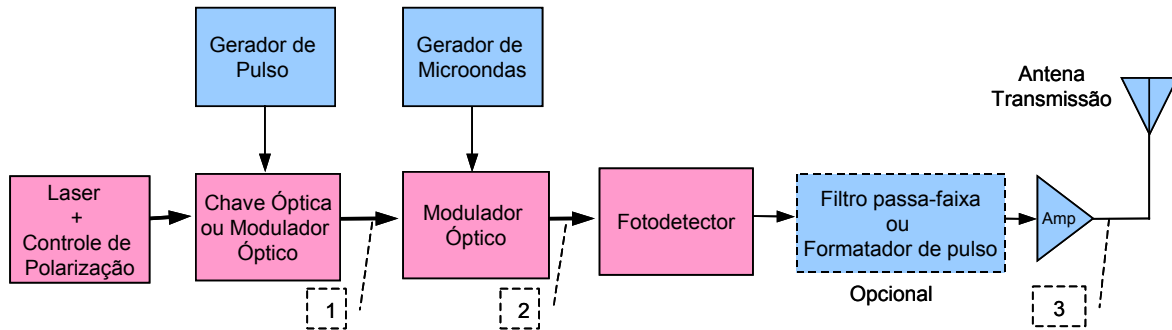 Gerador de
Pulso
Gerador de
Microondas
Antena
Transmissão
Laser
+
Controle de
Polarização
Chave Óptica
ou Modulador
Óptico
Modulador
Óptico
Fotodetector
Filtro passa-faixa
ou
Formatador de pulso
Amp
Opcional
1
2
3